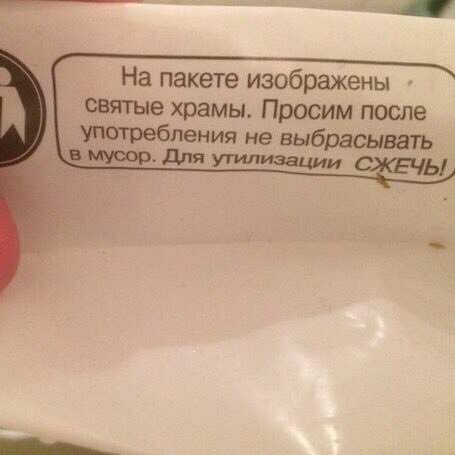 На пакете изображены
святые храмы. Просим после
употребления не выбрасывать
в мусор. Для утилизации СЖЕЧЬ!